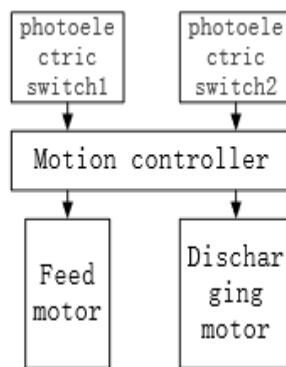 photoele
ctric
switch1
photoele
ctric
switch2
Motion controller
Feed
motor
Dischar
ging
motor